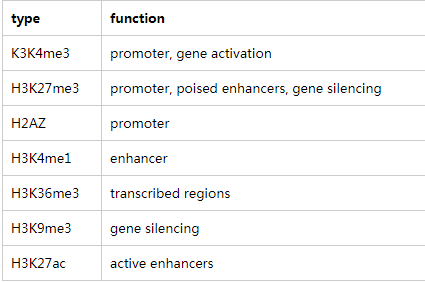 type function
K3K4me3 promoter, gene activation
H3K27me3 promoter, poised enhancers, gene silencing
H2AZ promoter
H3K4me1 enhancer
H3K36me3 transcribed regions
H3K9me3 gene silencing
H3K27ac active enhancers